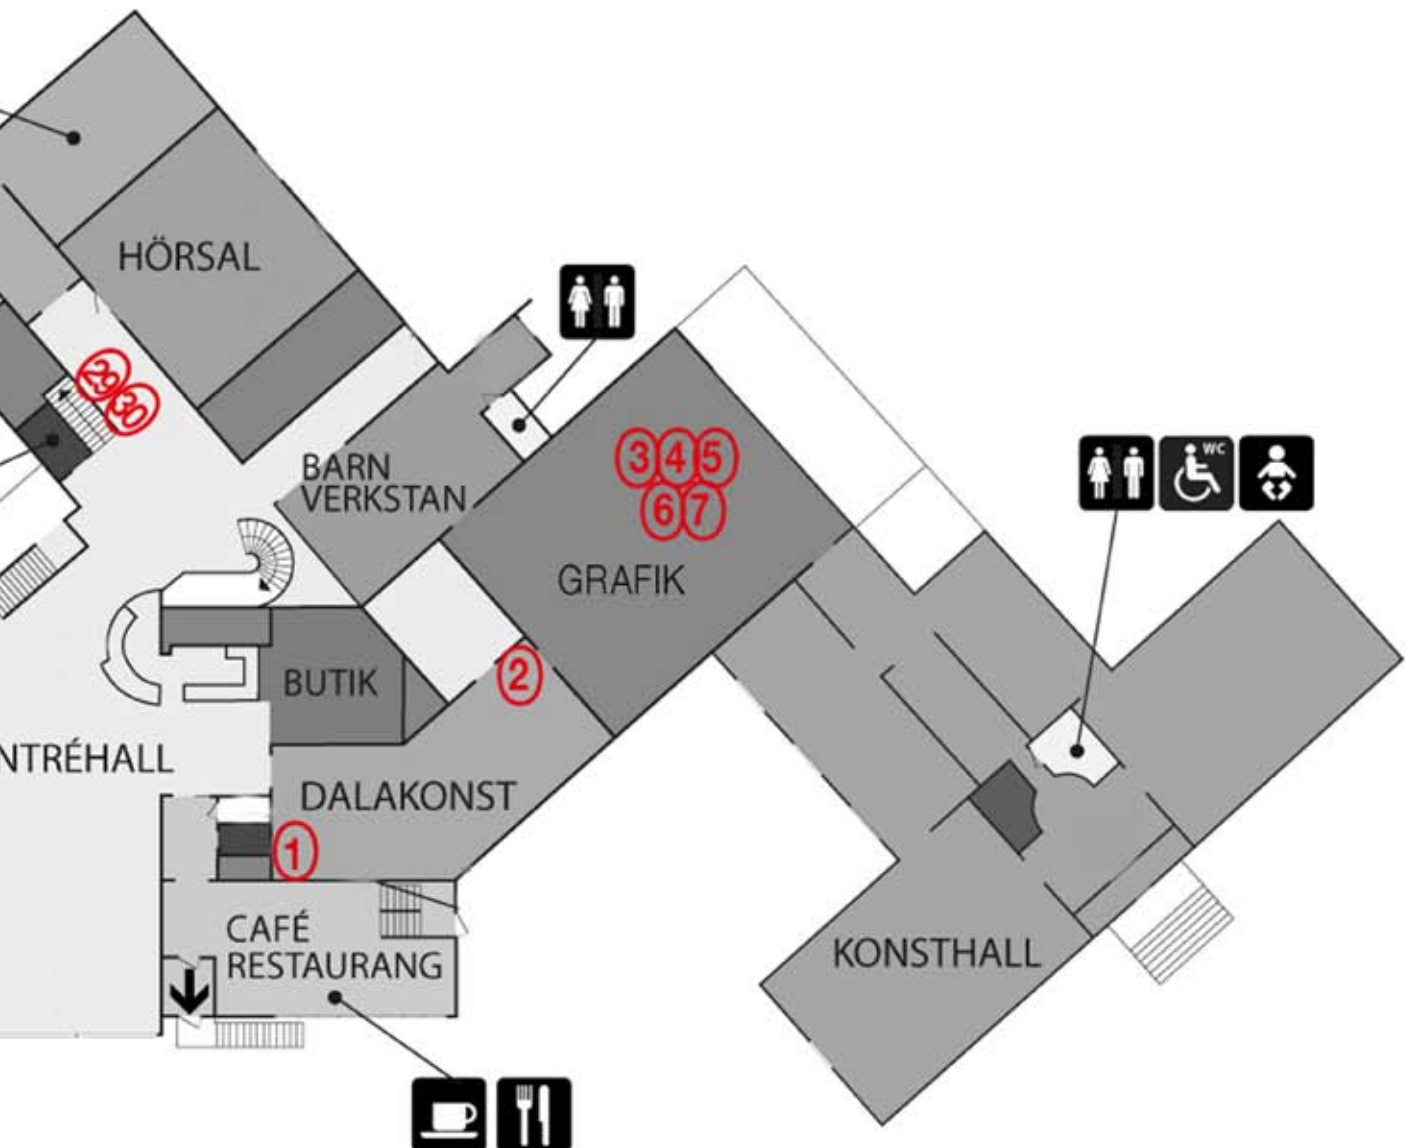 HÖRSAL
29
30
BARN
VERKSTAN
3 4 5
6 7
GRAFIK
WC
BUTIK
2
NTRÉHALL
DALAKONST
1
CAFÉ
RESTAURANG
KONSTHALL